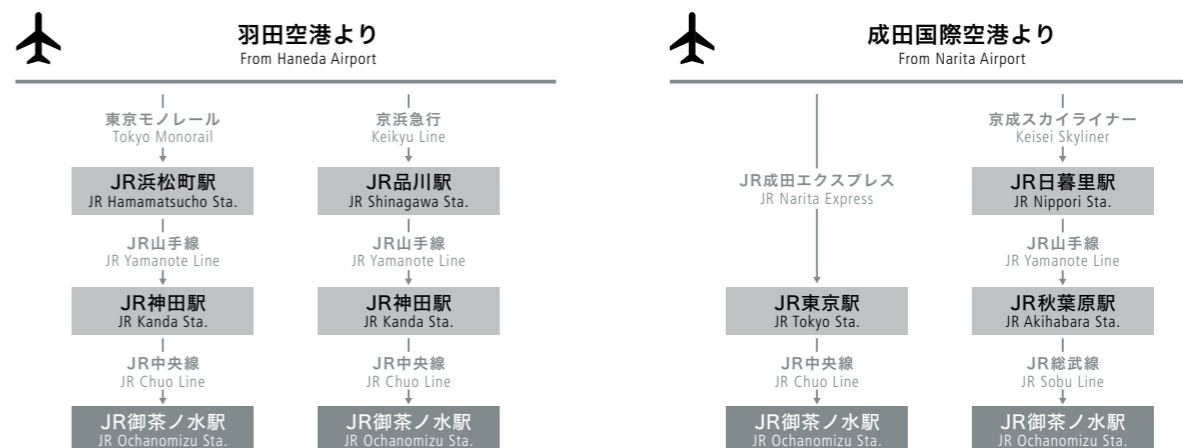 羽田空港より
From Haneda Airport
東京モノレール
Tokyo Monorail
JR浜松町駅
JR Hamamatsucho Sta.
JR山手線
JR Yamanote Line
JR神田駅
JR Kanda Sta.
JR中央線
JR Chuo Line
JR御茶ノ水駅
JR Ochanomizu Sta.
京浜急行
Keikyu Line
JR品川駅
JR Shinagawa Sta.
JR山手線
JR Yamanote Line
JR神田駅
JR Kanda Sta.
JR中央線
JR Chuo Line
JR御茶ノ水駅
JR Ochanomizu Sta.
成田国際空港より
From Narita Airport
JR成田エクスプレス
JR Narita Express
JR東京駅
JR Tokyo Sta.
JR中央線
JR Chuo Line
JR御茶ノ水駅
JR Ochanomizu Sta.
京成スカイライナー
Keisei Skyliner
JR日暮里駅
JR Nippori Sta.
JR山手線
JR Yamanote Line
JR秋葉原駅
JR Akihabara Sta.
JR総武線
JR Sobu Line
JR御茶ノ水駅
JR Ochanomizu Sta.